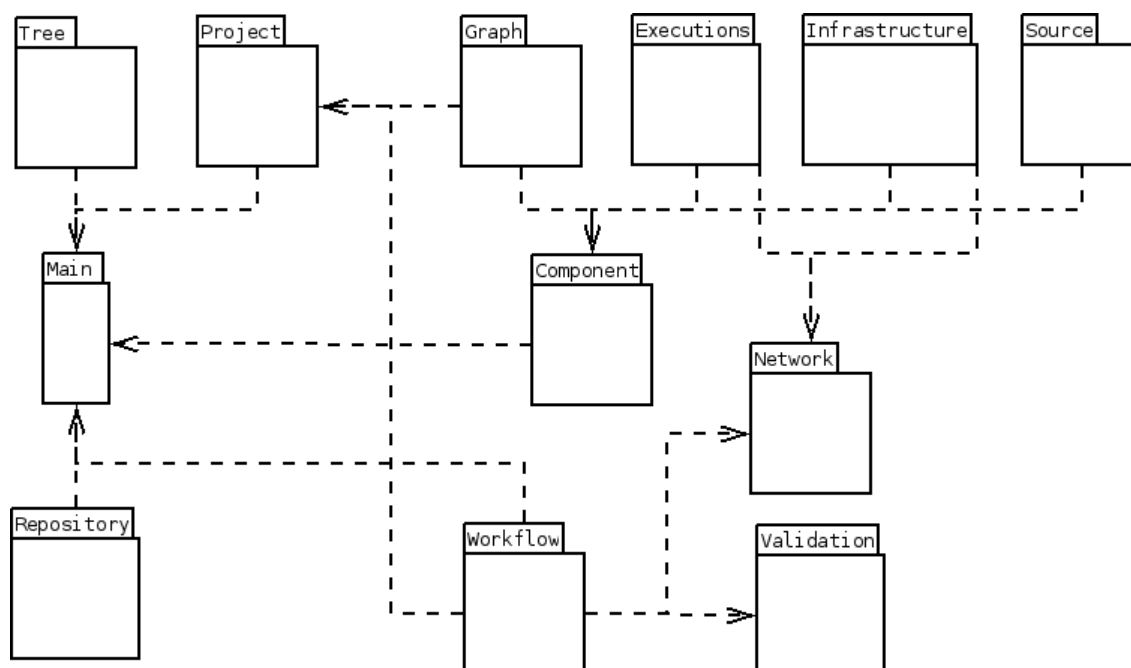 Tree
Project
Graph
Executions
Infrastructure
Source
Main
Component
Network
Repository
Workflow
Validation